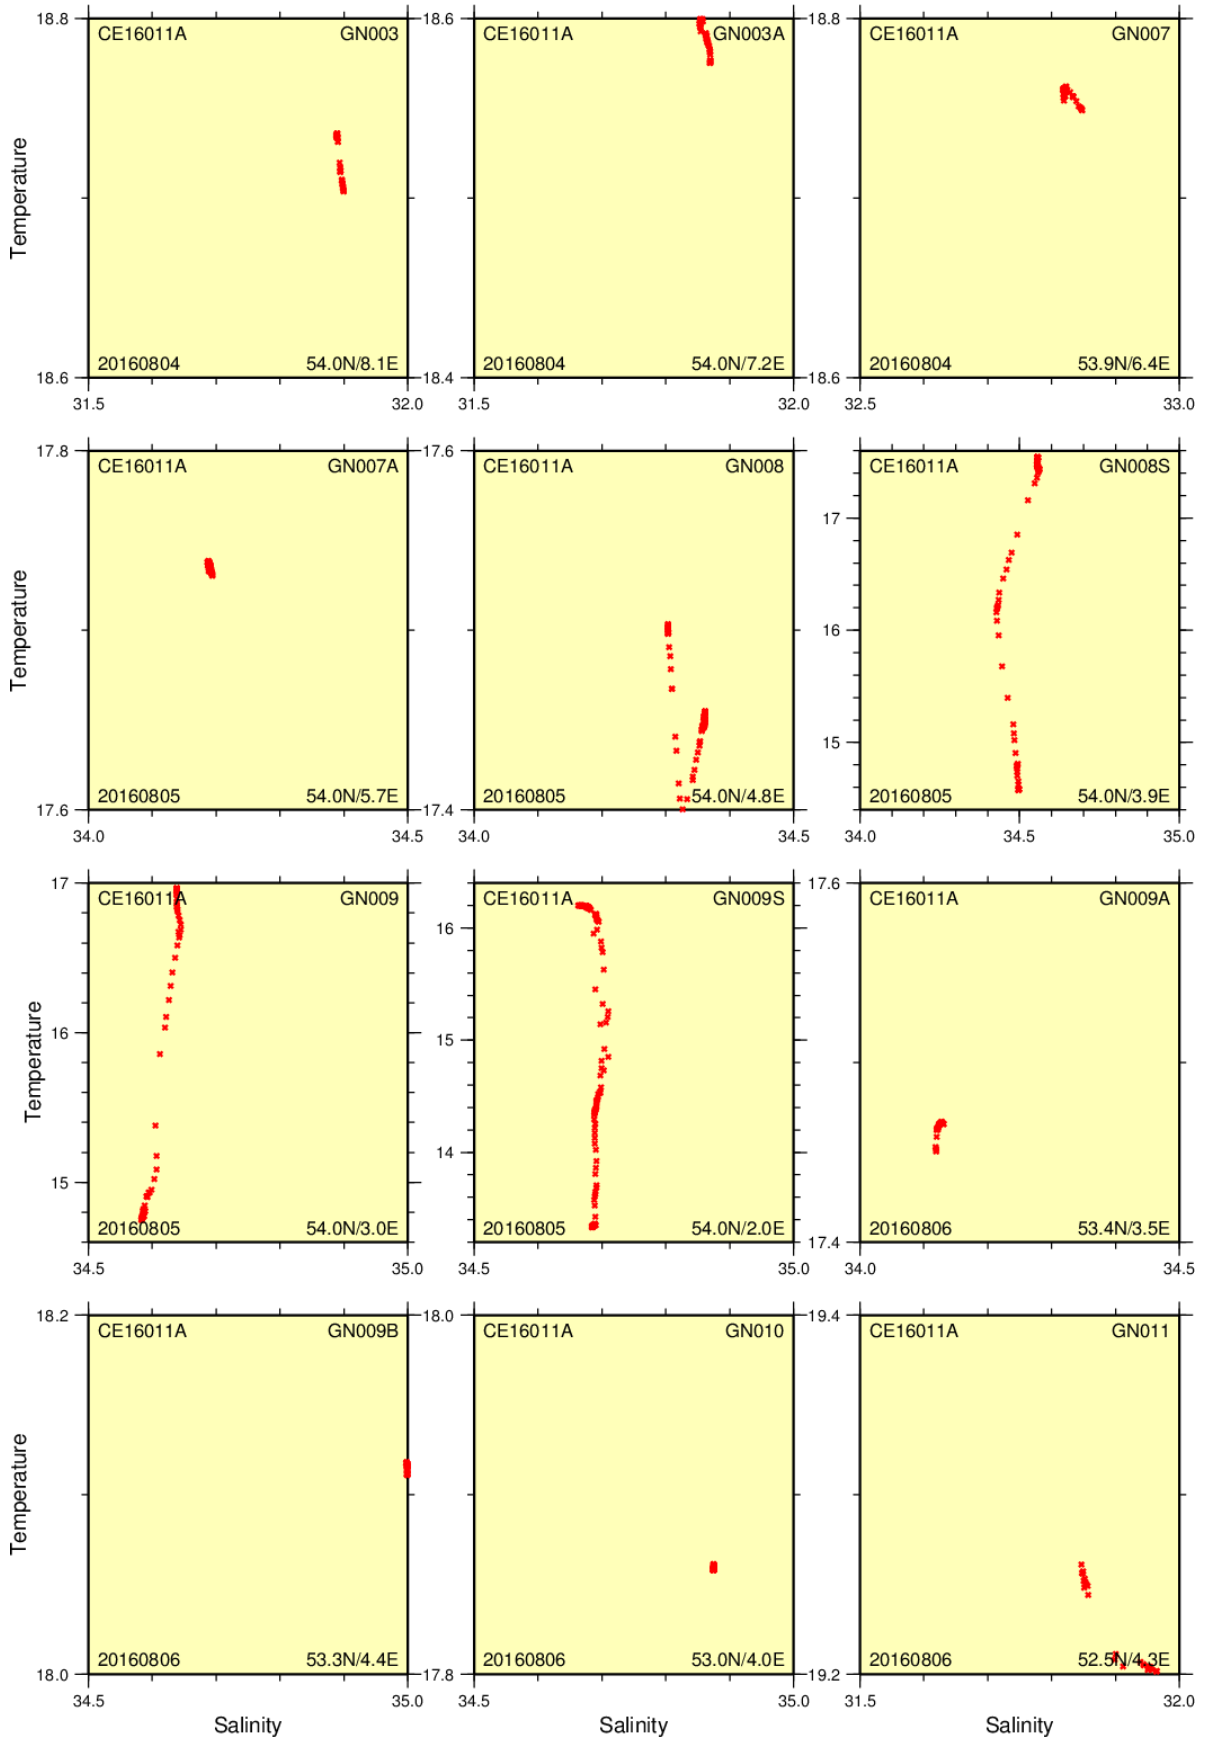 18.8 18.6 18.8
CE16011A GN003 CE16011A GN003A CE16011A GN007
Temperature
20160804 54.0N/8.1E 20160804 54.0N/7.2E 20160804 53.9N/6.4E
18.6 18.4 18.6
31.5 32.0 31.5 32.0 32.5 33.0
17.8 17.6
CE16011A GN007A CE16011A GN008 CE16011A GN008S
17
Temperature
16
15
20160805 54.0N/5.7E 20160805 54.0N/4.8E 20160805 54.0N/3.9E
17.6 17.4
34.0 34.5 34.0 34.5 34.0 34.5 35.0
17 17.6
CE16011A GN009 CE16011A GN009S CE16011A GN009A
16
Temperature
16 15
15 14
20160805 54.0N/3.0E 20160805 54.0N/2.0E 20160806 53.4N/3.5E
17.4
34.5 35.0 34.5 35.0 34.0 34.5
18.2 18.0 19.4
CE16011A GN009B CE16011A GN010 CE16011A GN011
Temperature
20160806 53.3N/4.4E 20160806 53.0N/4.0E 20160806 52.5N/4.3E
18.0 17.8 19.2
34.5 35.0 34.5 35.0 31.5 32.0
Salinity Salinity Salinity